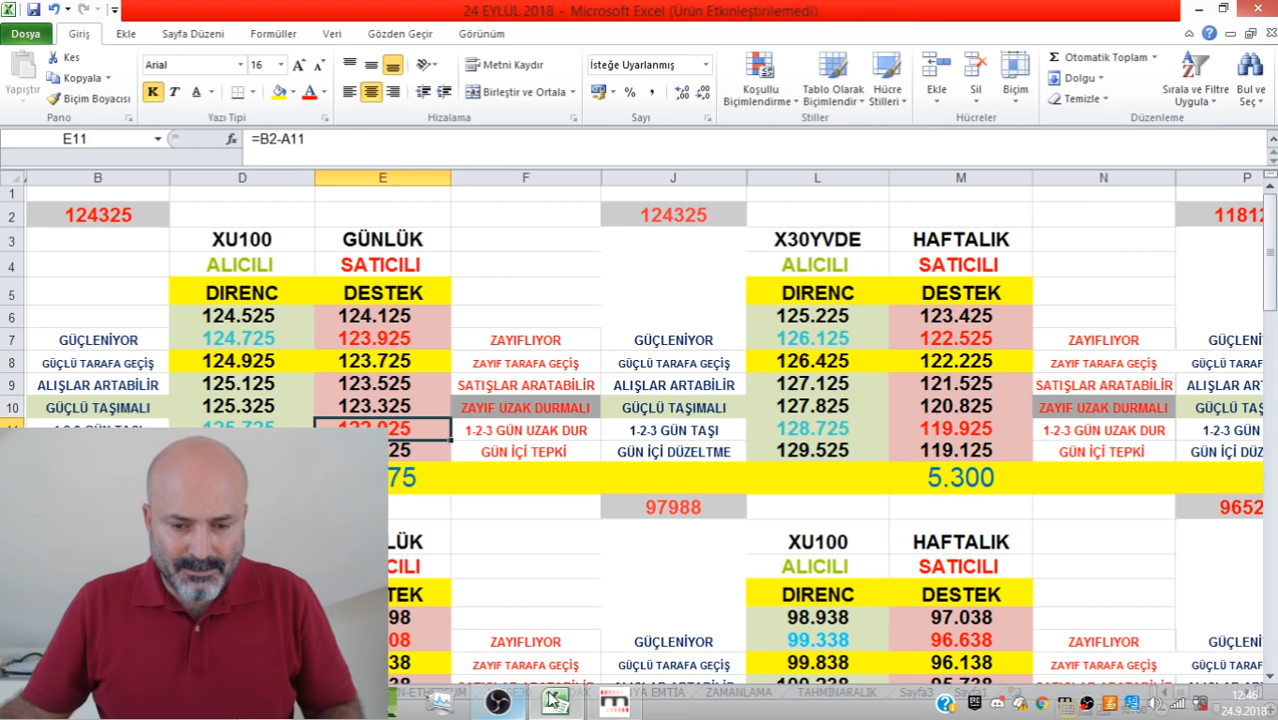 24 EYLÜL 2018 - Microsoft Excel (Ürün Etkinleştirilemedi)
Dosya Giriş Ekle Sayfa Düzeni Formüller Veri Gözden Geçir Görünüm
Kes
Kopyala
Biçim Boyacısı
Yapıştır
Pano
Arial 16
K T A
Yazı Tipi
Metni Kaydır
Birleştir ve Ortala
Hizalama
İsteğe Uyarlanmış
Sayı
Koşullu Biçimlendirme
Tablo Olarak Biçimlendir
Hücre Stilleri
Stiller
Ekle Sil Biçim
Hücreler
Otomatik Toplam
Dolgu
Temizle
Sırala ve Filtre Uygula
Bul ve Seç
Düzenleme
E11 fx =B2-A11
B D E F J L M N P
1
2 124325 124325 11812
3 XU100 GÜNLÜK X30YVDE HAFTALIK
4 ALICILI SATICILI ALICILI SATICILI
5 DIRENC DESTEK DIRENC DESTEK
6 124.525 124.125 125.225 123.425
7 GÜÇLENİYOR 124.725 123.925 ZAYIFLIYOR GÜÇLENİYOR 126.125 122.525 ZAYIFLIYOR GÜÇLENİ
8 GÜÇLÜ TARAFA GEÇİŞ 124.925 123.725 ZAYIF TARAFA GEÇİŞ GÜÇLÜ TARAFA GEÇİŞ 126.425 122.225 ZAYIF TARAFA GEÇİŞ GÜÇLÜ TARAF
9 ALIŞLAR ARTABİLİR 125.125 123.525 SATIŞLAR ARATABİLİR ALIŞLAR ARTABİLİR 127.125 121.525 SATIŞLAR ARATABİLİR ALIŞLAR AR
10 GÜÇLÜ TAŞIMALI 125.325 123.325 ZAYIF UZAK DURMALI GÜÇLÜ TAŞIMALI 127.825 120.825 ZAYIF UZAK DURMALI GÜÇLÜ TAŞ
1-2-3 GÜN UZAK DUR 1-2-3 GÜN TAŞI 128.725 119.925 1-2-3 GÜN UZAK DUR 1-2-3 GÜ
25 GÜN İÇİ TEPKİ GÜN İÇİ DÜZELTME 129.525 119.125 GÜN İÇİ TEPKİ GÜN İÇİ DÜZ
75 5.300
97988 9652
LÜK XU100 HAFTALIK
CILI ALICILI SATICILI
TEK DIRENC DESTEK
98 98.938 97.038
08 ZAYIFLIYOR GÜÇLENİYOR 99.338 96.638 ZAYIFLIYOR GÜÇLENİ
38 ZAYIF TARAFA GEÇİŞ GÜÇLÜ TARAFA GEÇİŞ 99.838 96.138 ZAYIF TARAFA GEÇİŞ GÜÇLÜ TARAF
YA EMTİA ZAMANLAMA TAHMİNARALIK Sayfa3 Sayfa1
12:46
24.9.2018